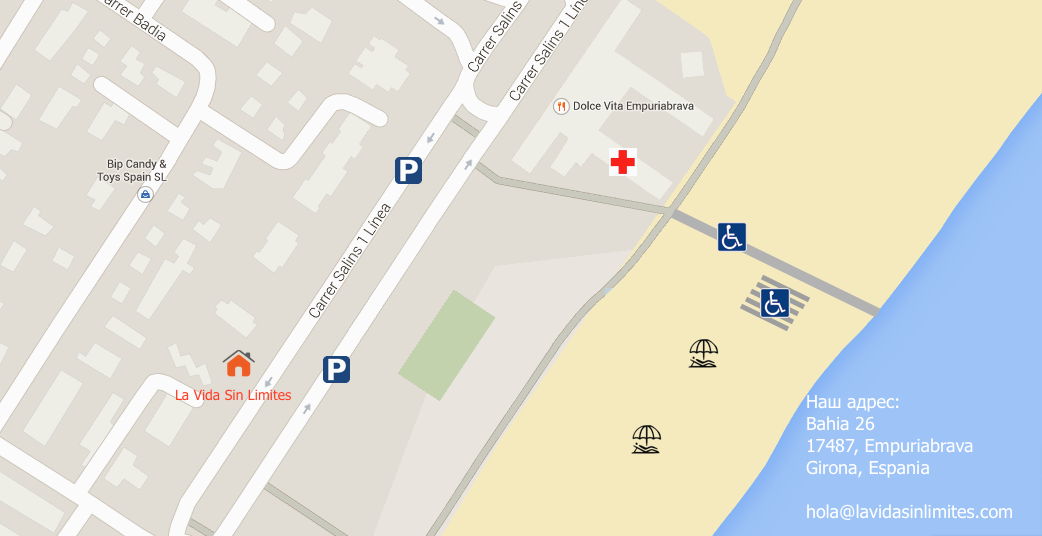 Carrer Badia
Carrer Salins
Carrer Salins 1 Linea
Dolce Vita Empuriabrava
Bip Candy &
Toys Spain SL
P
Carrer Salins 1 Linea
P
La Vida Sin Limites
Наш адрес:
Bahia 26
17487, Empuriabrava
Girona, Espania
hola@lavidasinlimites.com